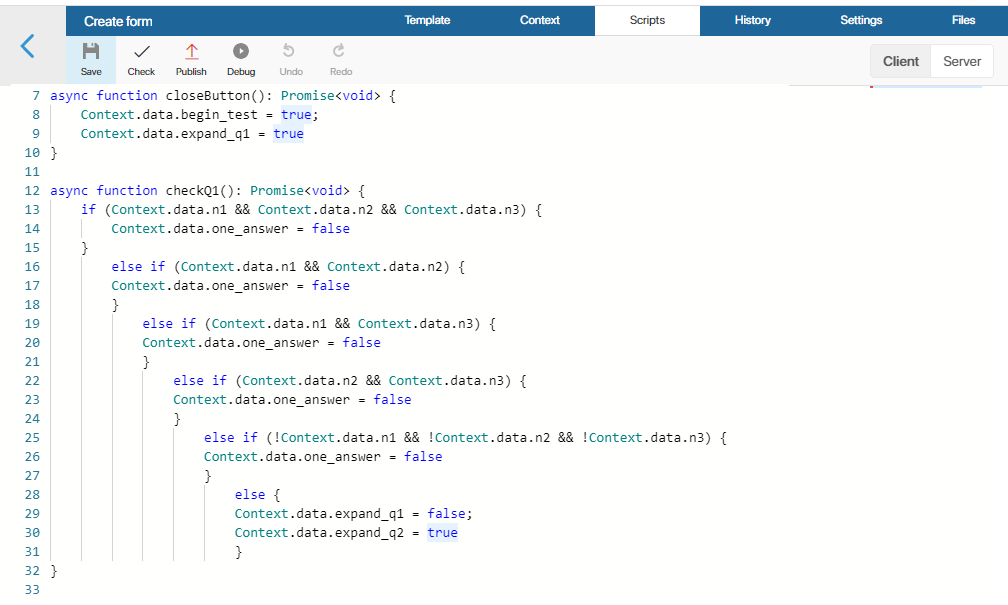 Create form Template Context Scripts History Settings Files
Save Check Publish Debug Undo Redo Client Server
7 async function closeButton(): Promise<void> {
8 Context.data.begin_test = true;
9 Context.data.expand_q1 = true
10 }
11
12 async function checkQ1(): Promise<void> {
13 if (Context.data.n1 && Context.data.n2 && Context.data.n3) {
14 Context.data.one_answer = false
15 }
16 else if (Context.data.n1 && Context.data.n2) {
17 Context.data.one_answer = false
18 }
19 else if (Context.data.n1 && Context.data.n3) {
20 Context.data.one_answer = false
21 }
22 else if (Context.data.n2 && Context.data.n3) {
23 Context.data.one_answer = false
24 }
25 else if (!Context.data.n1 && !Context.data.n2 && !Context.data.n3) {
26 Context.data.one_answer = false
27 }
28 else {
29 Context.data.expand_q1 = false;
30 Context.data.expand_q2 = true
31 }
32 }
33